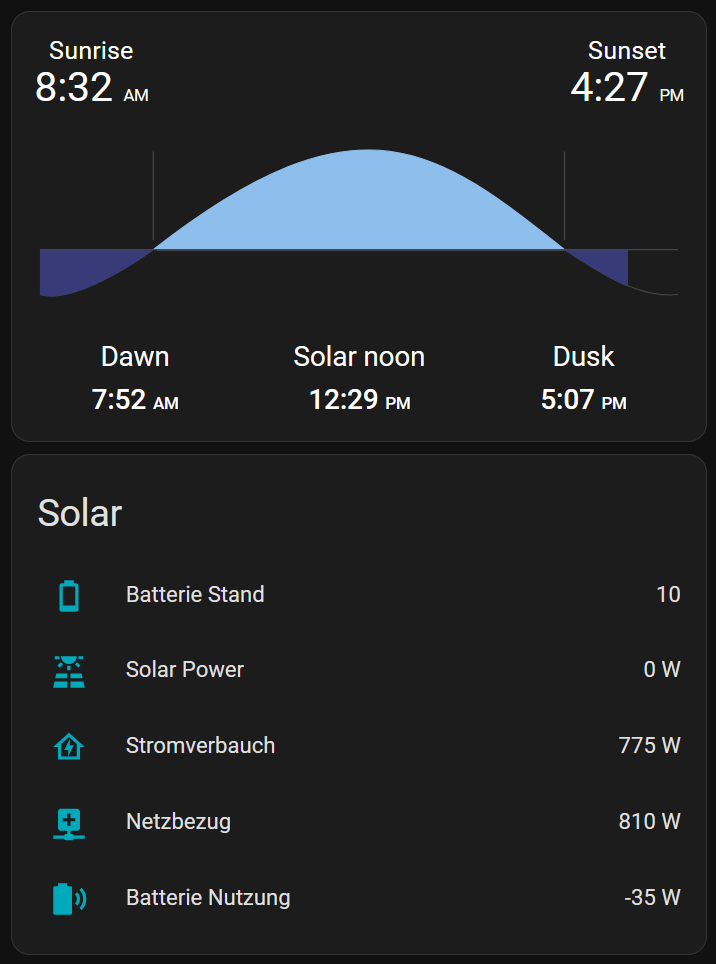 Sunrise Sunset
8:32 AM 4:27 PM
Dawn Solar noon Dusk
7:52 AM 12:29 PM 5:07 PM
Solar
Batterie Stand 10
Solar Power 0 W
Stromverbauch 775 W
Netzbezug 810 W
Batterie Nutzung -35 W